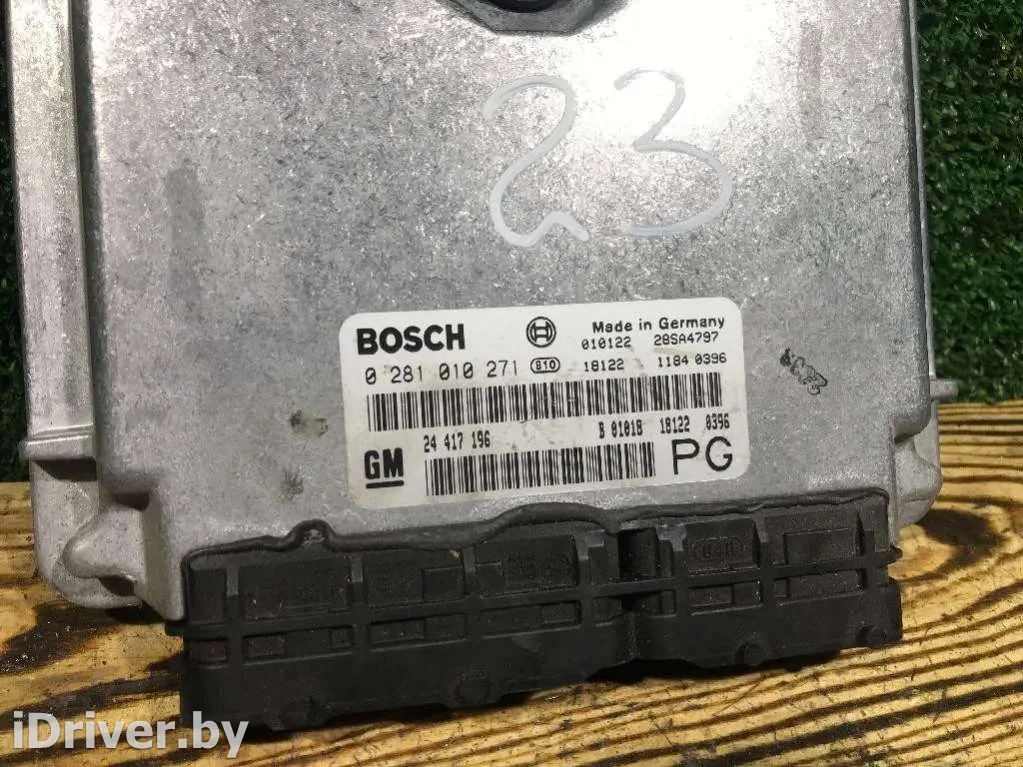 23
BOSCH Made in Germany
010122 28SA4797
0 281 010 271 810 18122 1184 0396
24 417 196 B 01018 18122 0396
GM PG
iDriver.by